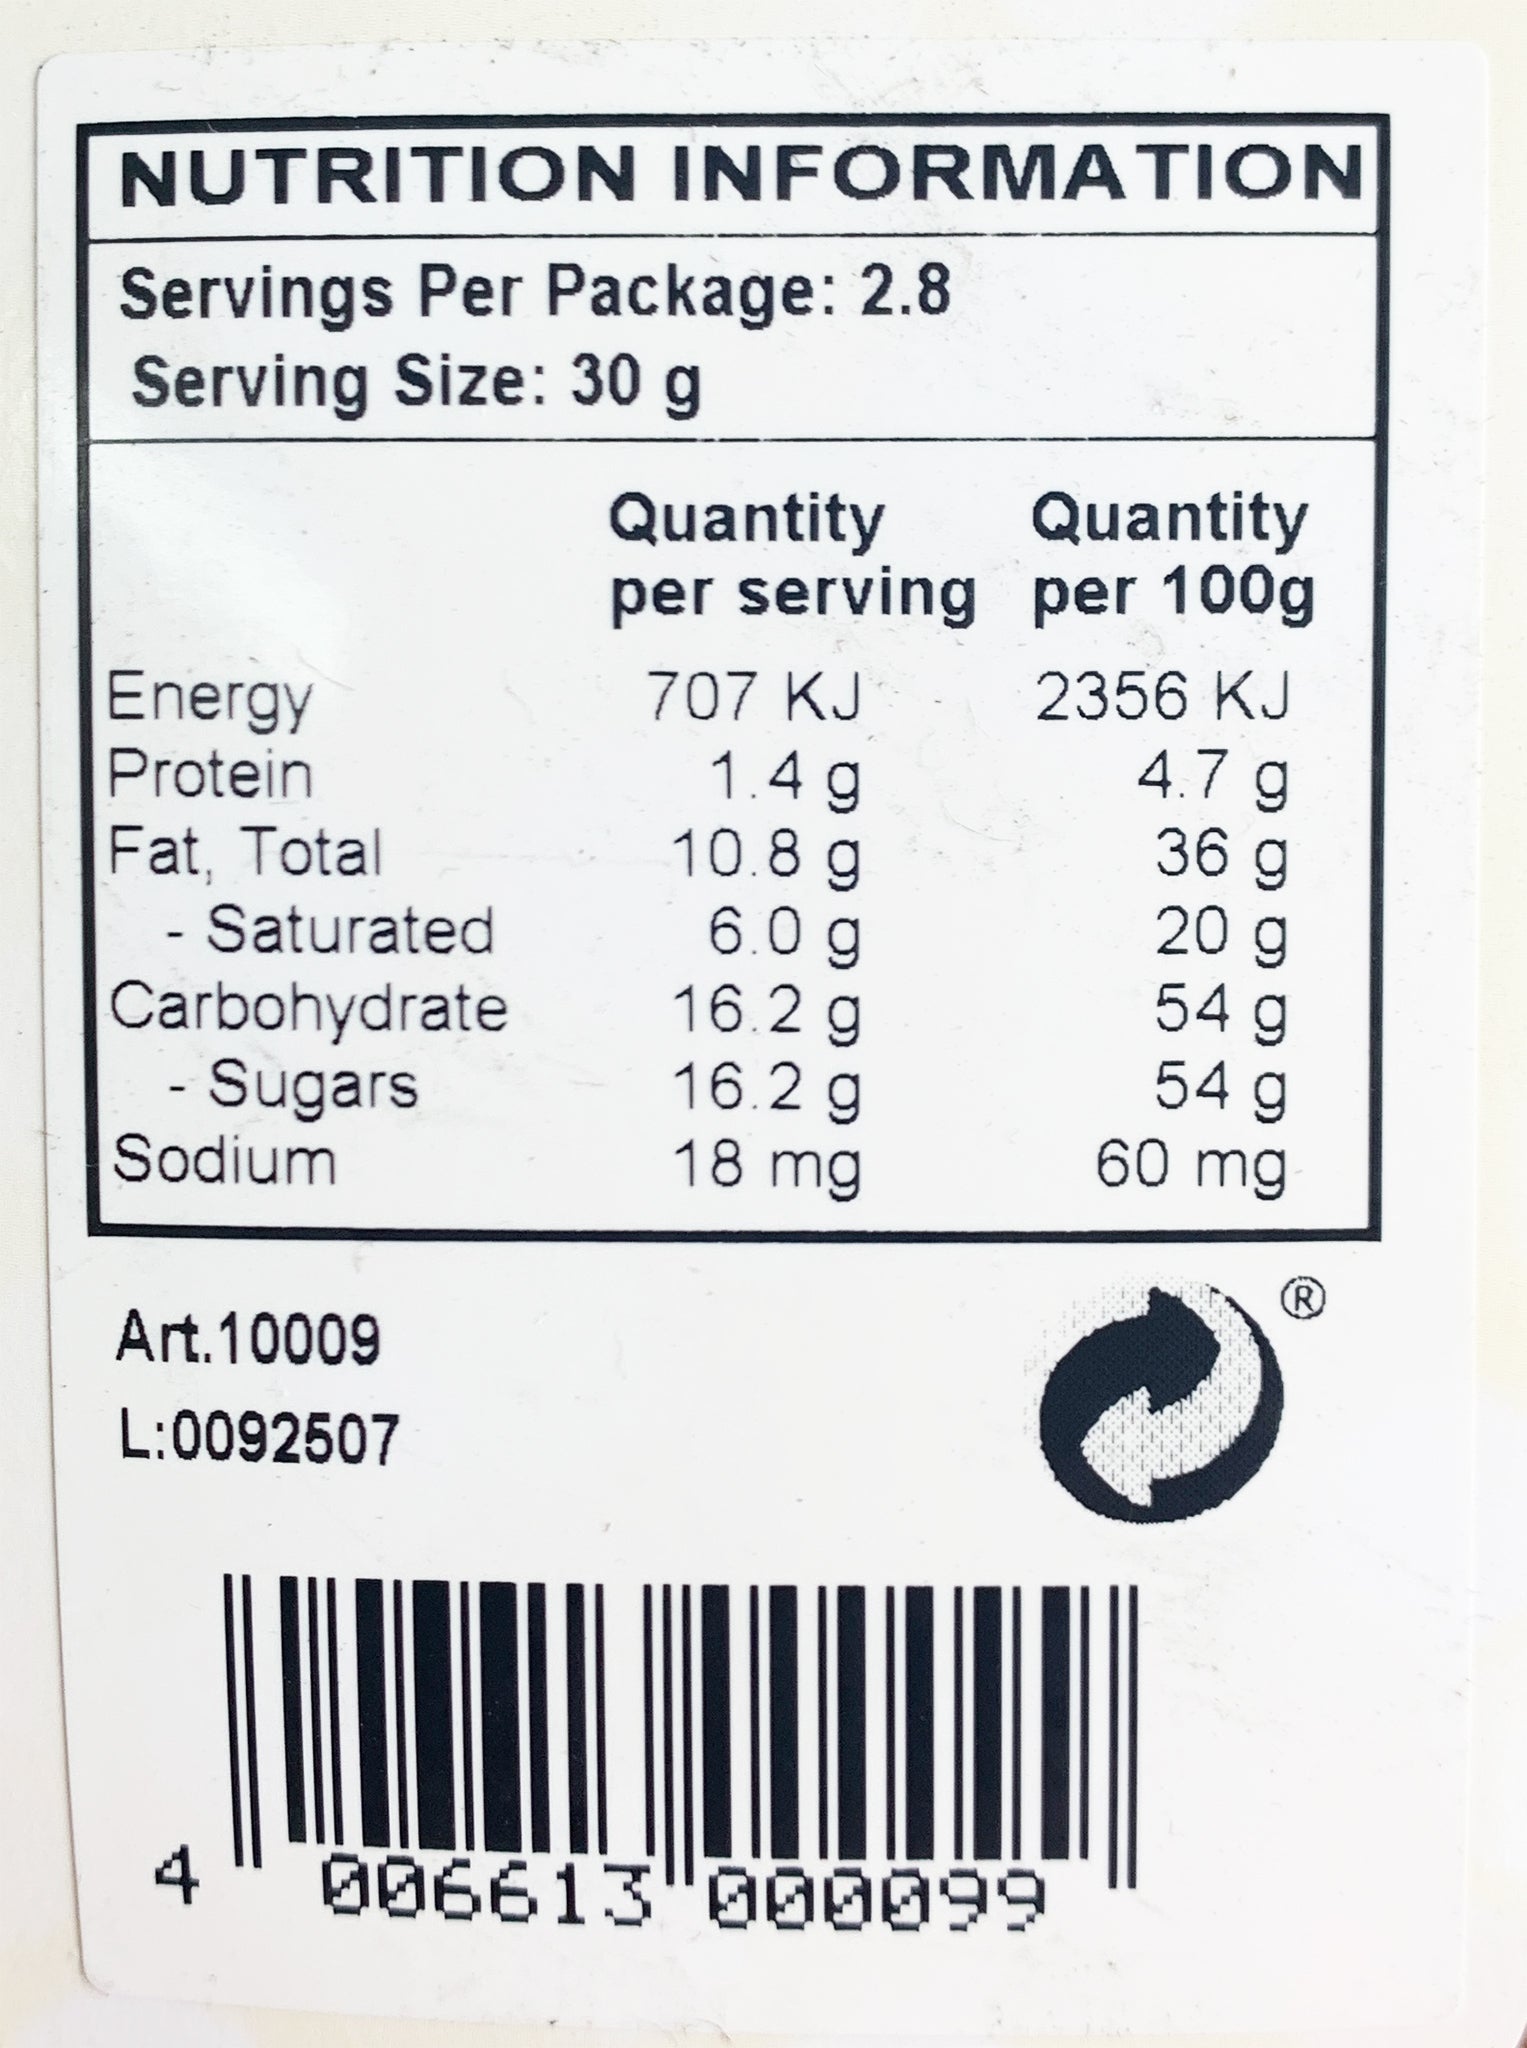 NUTRITION INFORMATION
Servings Per Package: 2.8
Serving Size: 30 g
Quantity per serving Quantity per 100g
Energy 707 KJ 2356 KJ
Protein 1.4 g 4.7 g
Fat, Total 10.8 g 36 g
- Saturated 6.0 g 20 g
Carbohydrate 16.2 g 54 g
- Sugars 16.2 g 54 g
Sodium 18 mg 60 mg
Art.10009
®
L:0092507
4 006613 000099